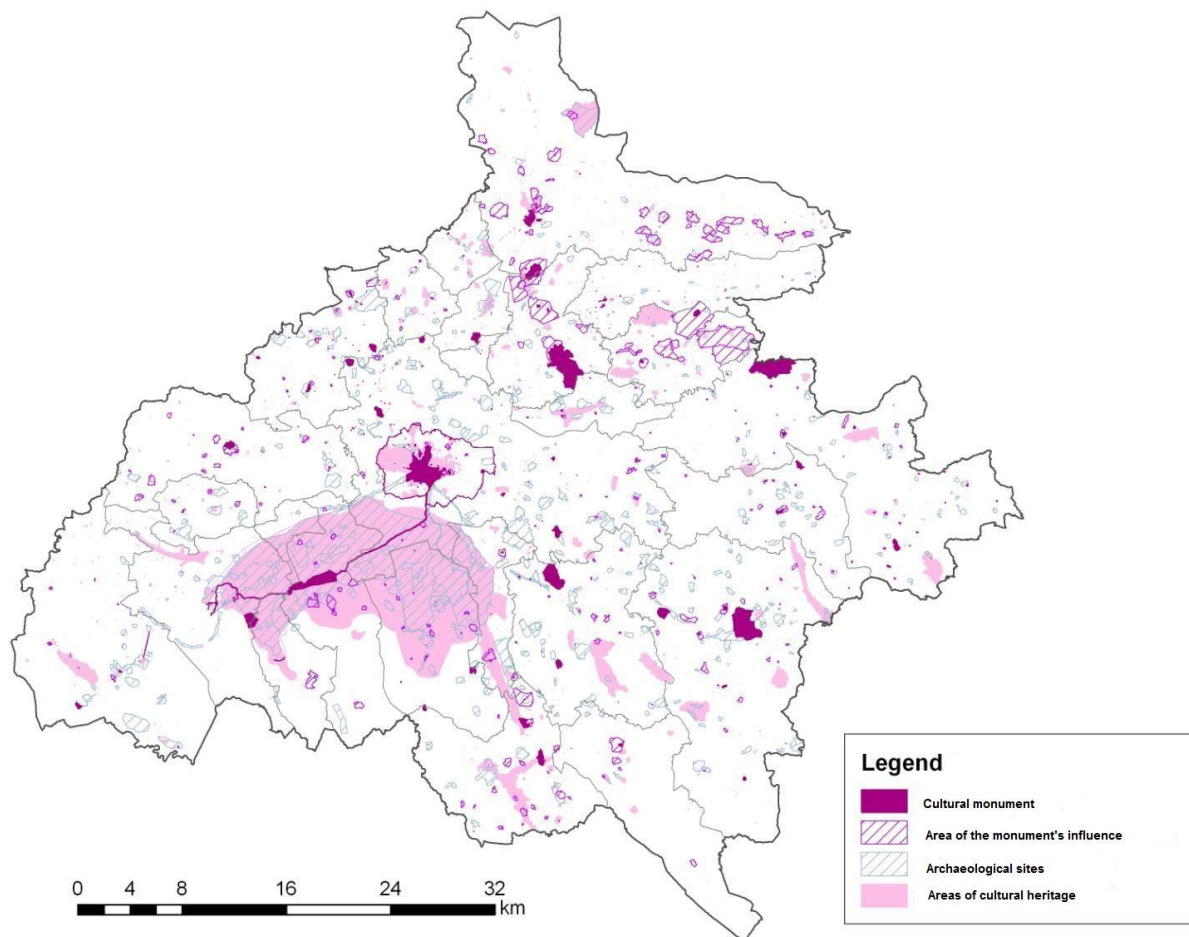 Legend
Cultural monument
Area of the monument's influence
Archaeological sites
Areas of cultural heritage
0 4 8 16 24 32
km